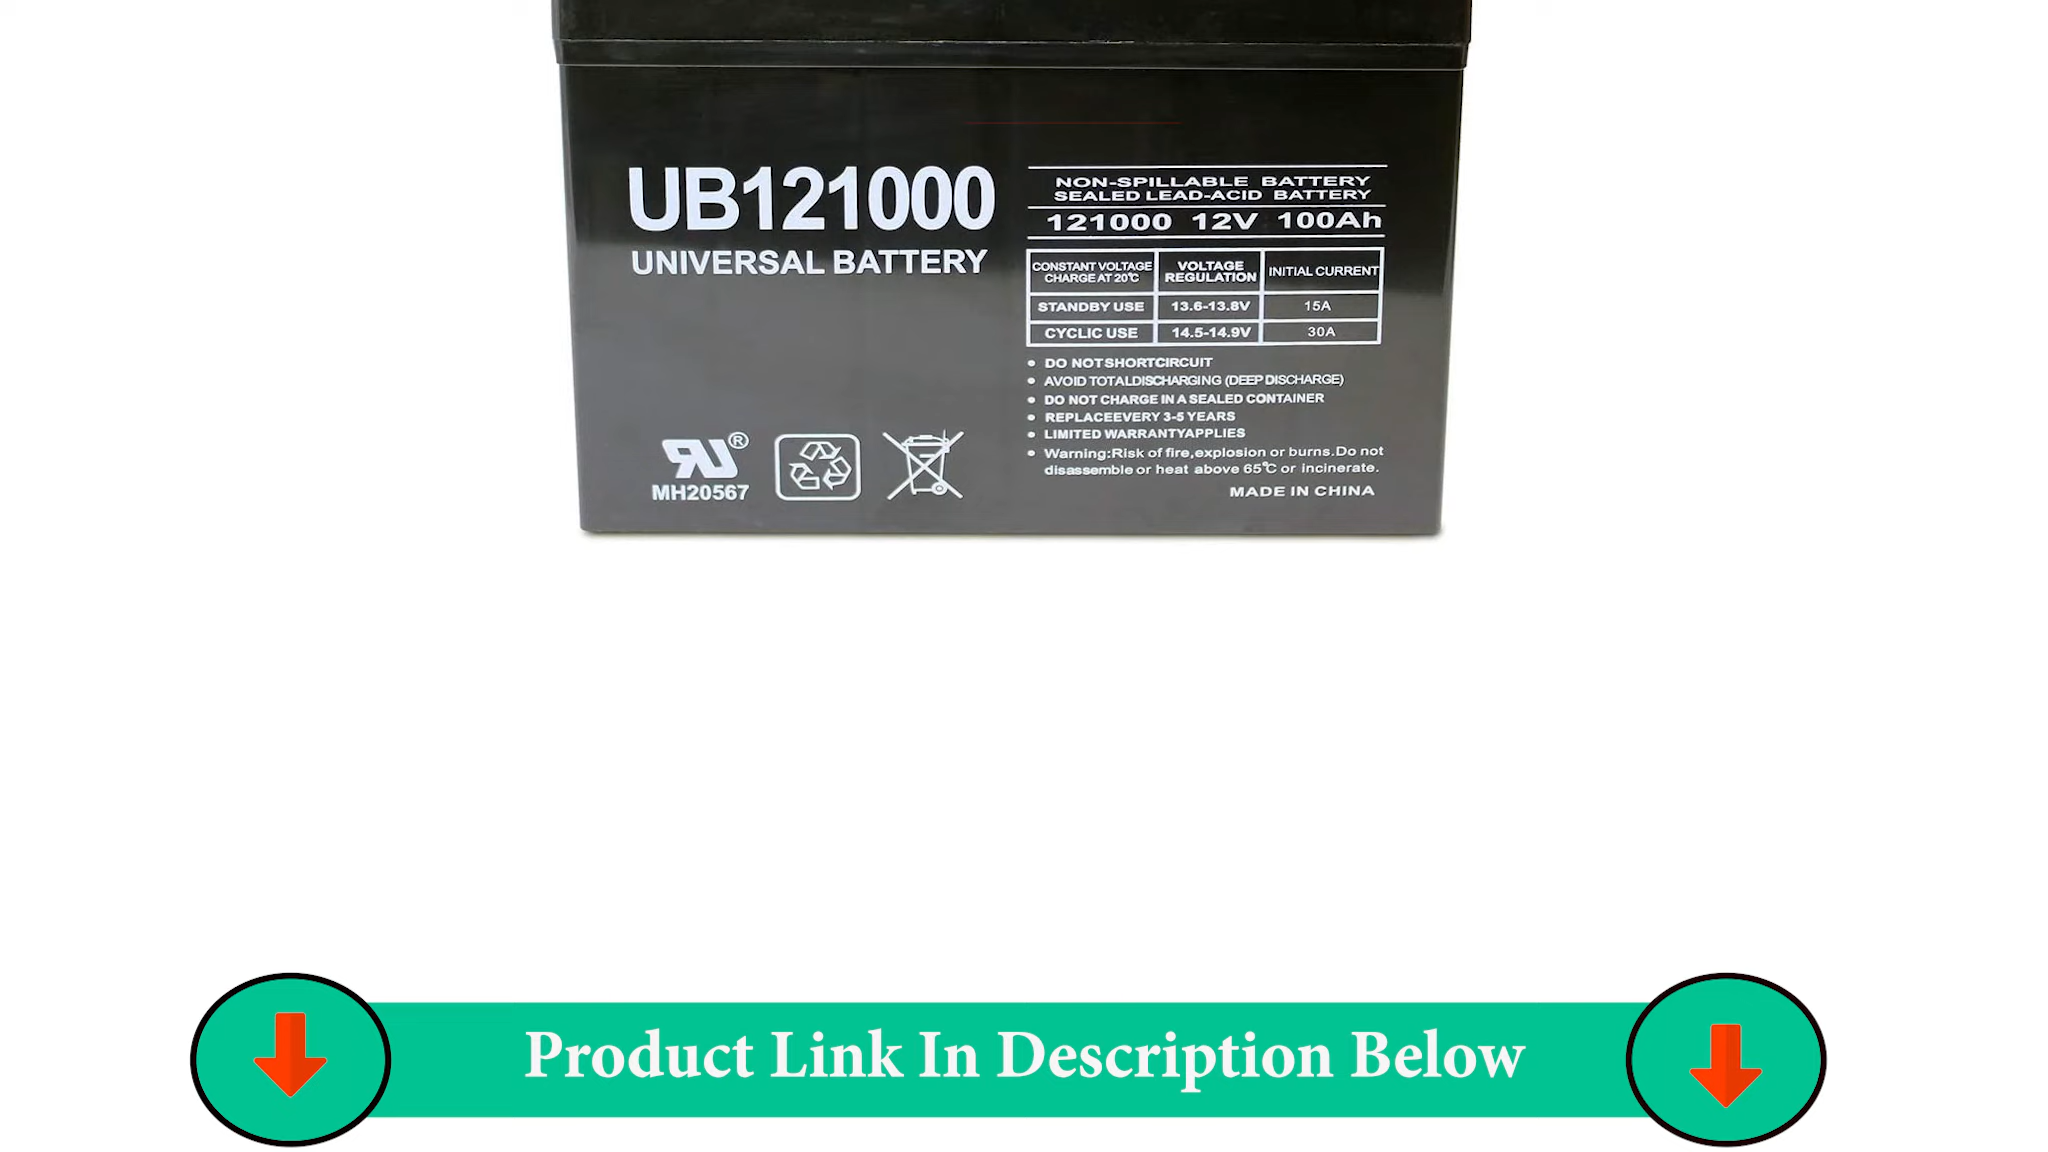 UB121000
UNIVERSAL BATTERY
NON-SPILLABLE BATTERY
SEALED LEAD-ACID BATTERY
121000 12V 100Ah
CONSTANT VOLTAGE CHARGE AT 20℃ VOLTAGE REGULATION INITIAL CURRENT
STANDBY USE 13.6-13.8V 15A
CYCLIC USE 14.5-14.9V 30A
• DO NOTSHORTCIRCUIT
• AVOID TOTALDISCHARGING (DEEP DISCHARGE)
• DO NOT CHARGE IN A SEALED CONTAINER
• REPLACEEVERY 3-5 YEARS
• LIMITED WARRANTYAPPLIES
• Warning:Risk of fire,explosion or burns.Do not
disassemble or heat above 65℃ or incinerate.
MADE IN CHINA
RU®
MH20567
Product Link In Description Below